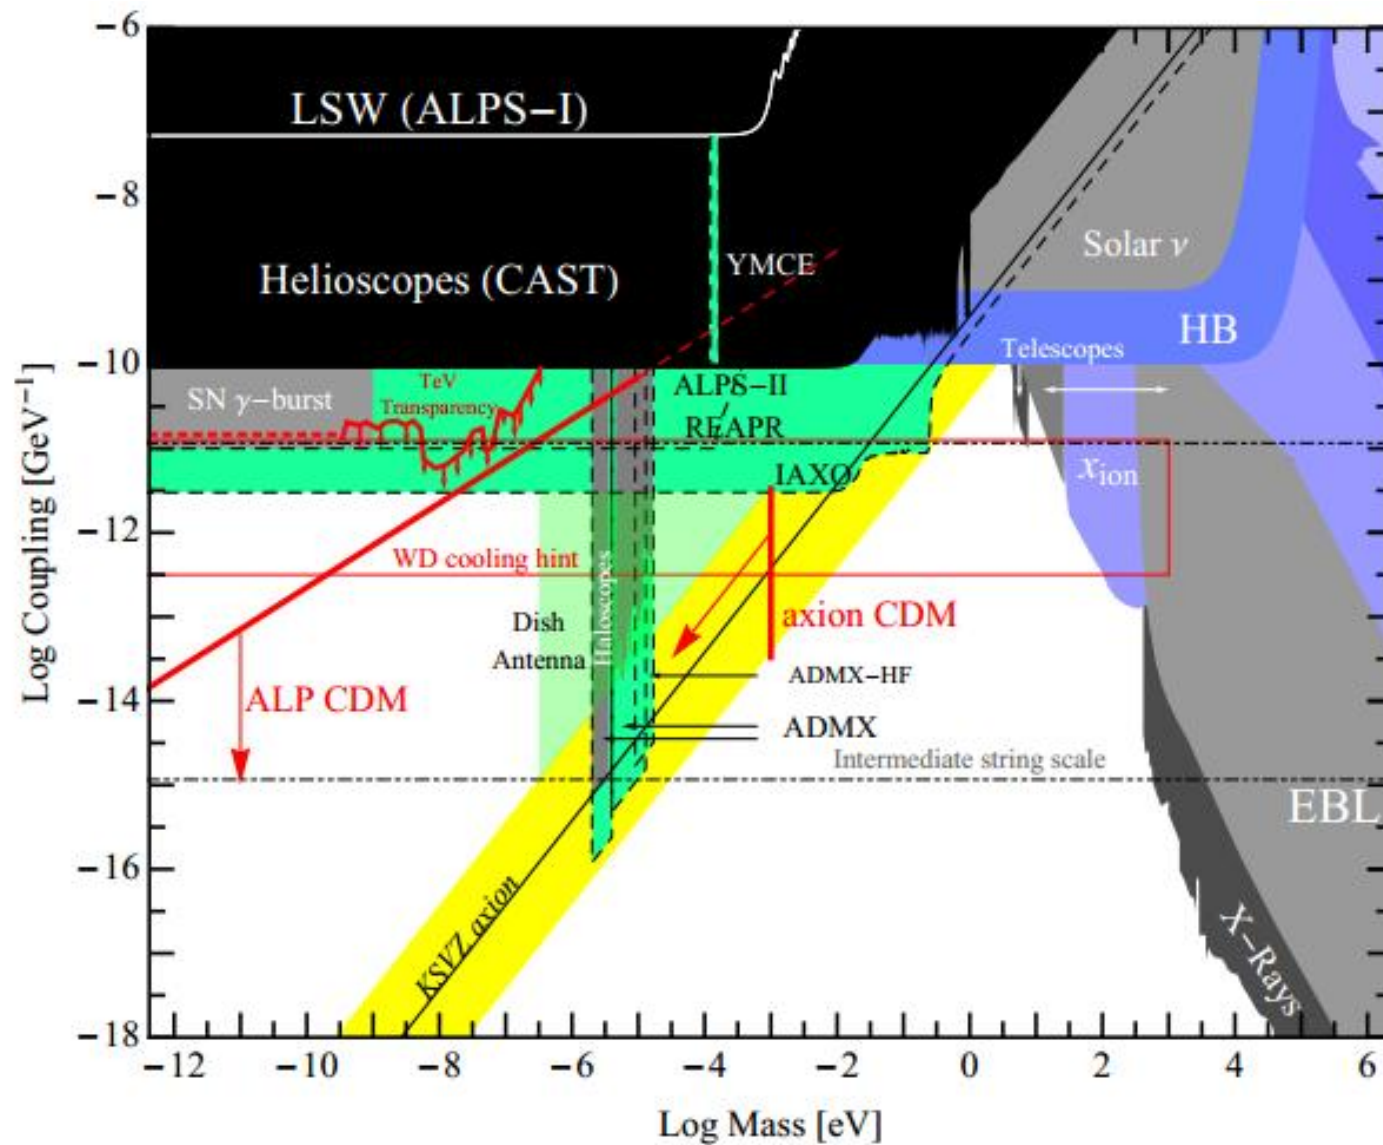 −6
−8
−10
−12
−14
−16
−18
Log Coupling [GeV⁻¹]
LSW (ALPS−I)
Helioscopes (CAST)
YMCE
Solar ν
HB
Telescopes
SN γ−burst
TeV
Transparency
ALPS−II
REAPR
IAXO
x_ion
WD cooling hint
Haloscopes
Dish
Antenna
axion CDM
ADMX−HF
ALP CDM
ADMX
Intermediate string scale
EBL
KSVZ axion
X−Rays
−12
−10
−8
−6
−4
−2
0
2
4
6
Log Mass [eV]